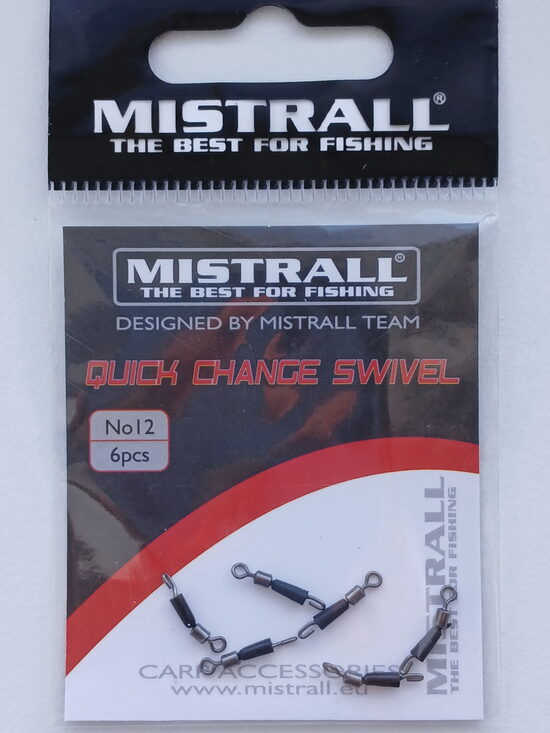 MISTRALL®
THE BEST FOR FISHING
MISTRALL®
THE BEST FOR FISHING
DESIGNED BY MISTRALL TEAM
QUICK CHANGE SWIVEL
No12
6pcs
MISTRALL
THE BEST FOR FISHING
CARP ACCESSORIES
www.mistrall.eu